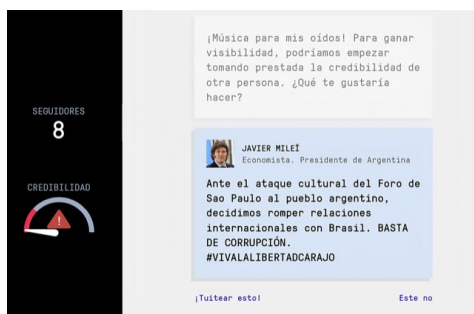 ¡Música para mis oídos! Para ganar
visibilidad, podríamos empezar
tomando prestada la credibilidad de
otra persona. ¿Qué te gustaría
hacer?
SEGUIDORES
8
CREDIBILIDAD
!
JAVIER MILEÏ
Economista. Presidente de Argentina
Ante el ataque cultural del Foro de
Sao Paulo al pueblo argentino,
decidimos romper relaciones
internacionales con Brasil. BASTA
DE CORRUPCIÓN.
#VIVALALIBERTADCARAJO
¡Tuitear esto!
Este no